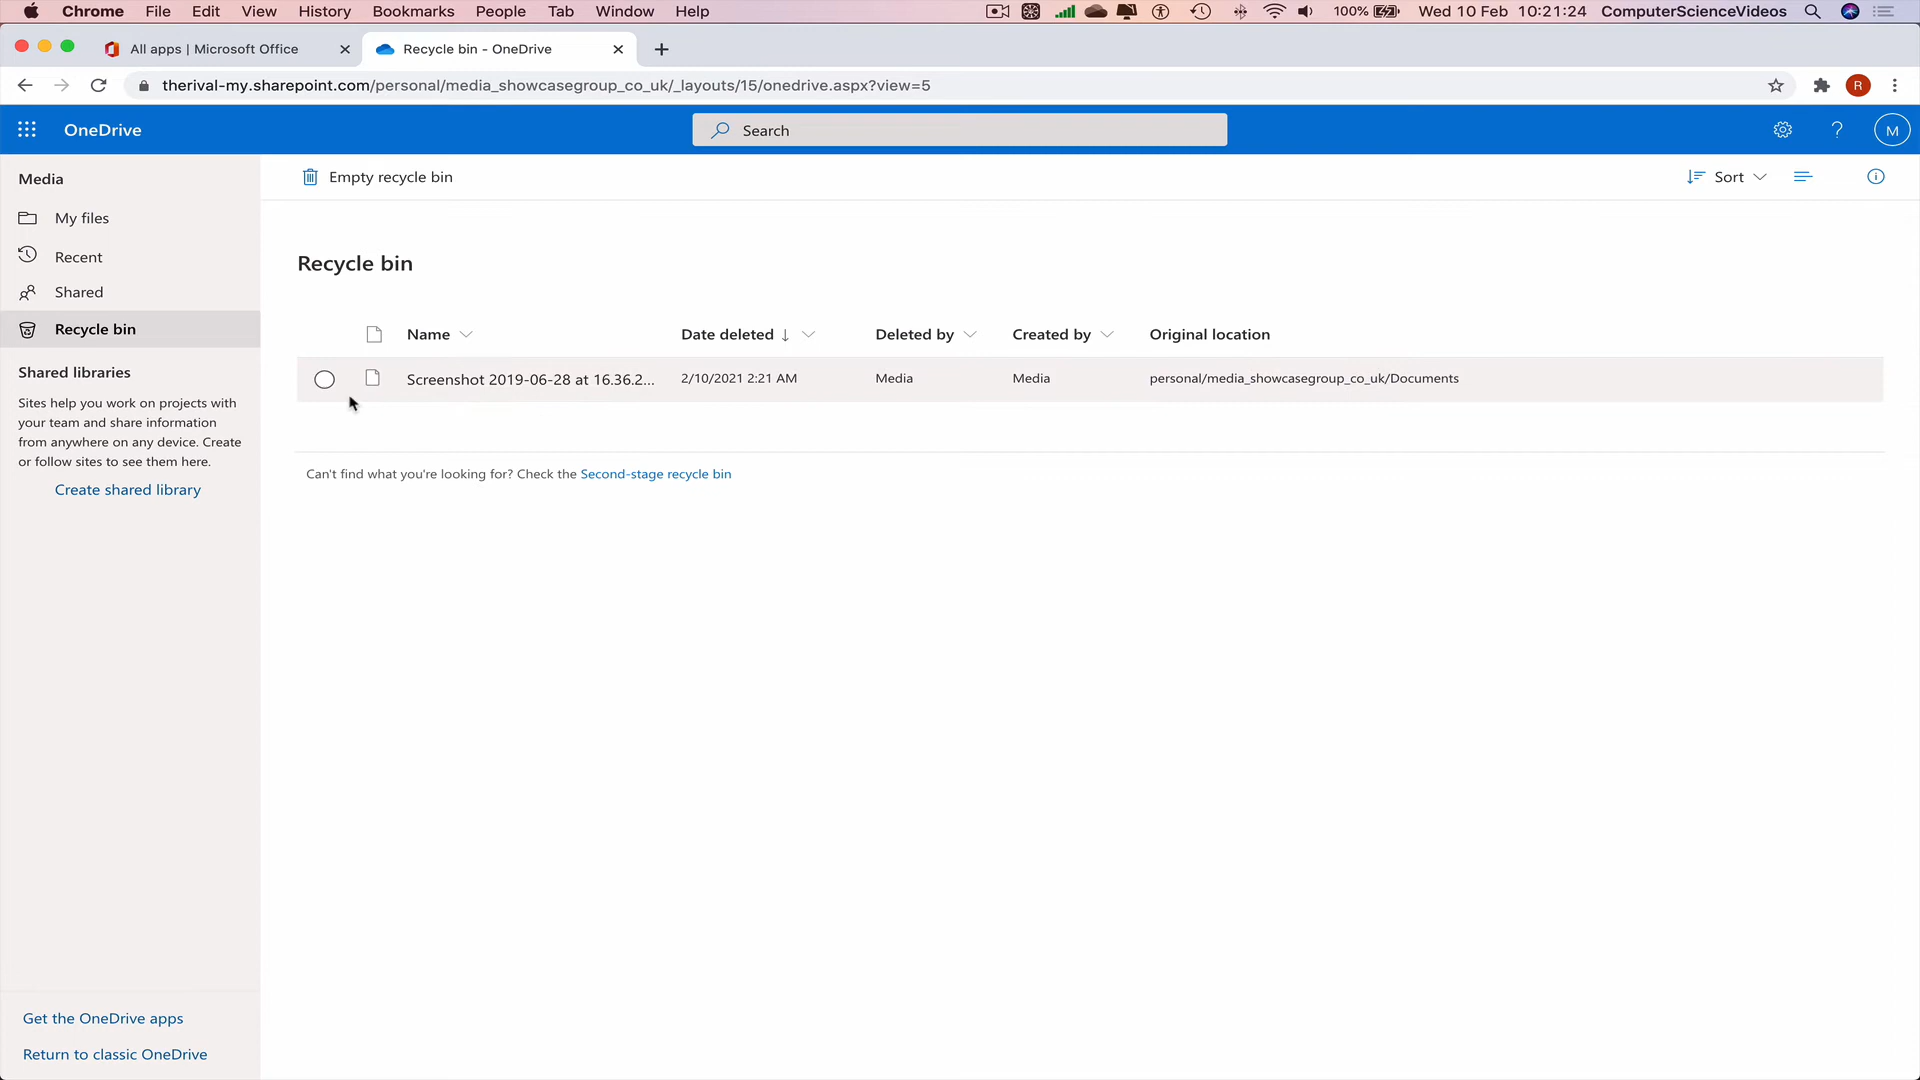 Chrome File Edit View History Bookmarks People Tab Window Help 100% Wed 10 Feb 10:21:24 ComputerScienceVideos
All apps | Microsoft Office Recycle bin - OneDrive
therival-my.sharepoint.com/personal/media_showcasegroup_co_uk/_layouts/15/onedrive.aspx?view=5 R
OneDrive Search ? M
Media
My files
Recent
Shared
Recycle bin
Shared libraries
Sites help you work on projects with
your team and share information
from anywhere on any device. Create
or follow sites to see them here.
Create shared library
Get the OneDrive apps
Return to classic OneDrive
Empty recycle bin Sort
Recycle bin
Name Date deleted ↓ Deleted by Created by Original location
Screenshot 2019-06-28 at 16.36.2... 2/10/2021 2:21 AM Media Media personal/media_showcasegroup_co_uk/Documents
Can't find what you're looking for? Check the Second-stage recycle bin